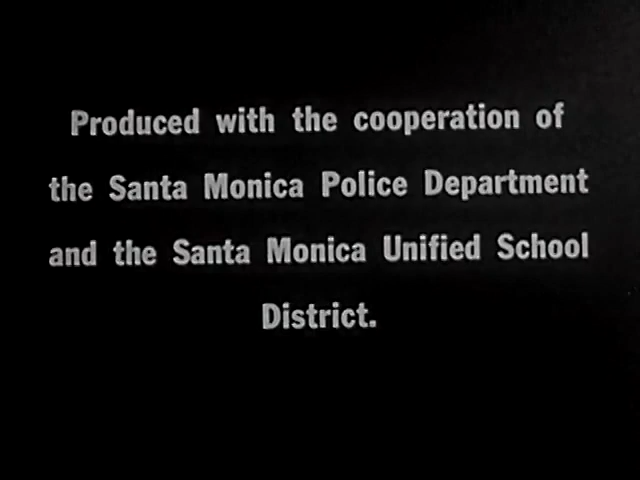 Produced with the cooperation of
the Santa Monica Police Department
and the Santa Monica Unified School
District.